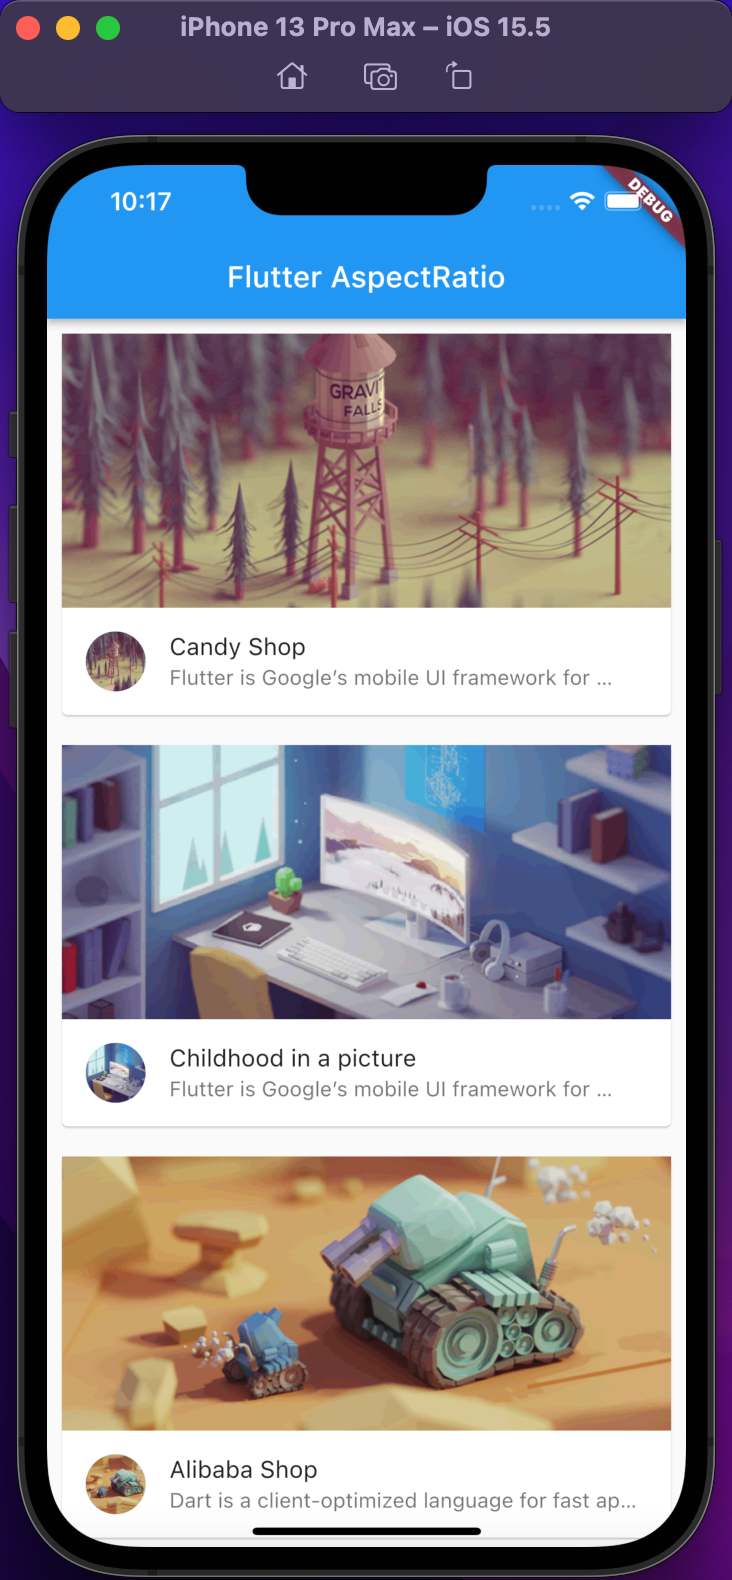 iPhone 13 Pro Max – iOS 15.5
10:17
DEBUG
Flutter AspectRatio
GRAVIT
FALLS
Candy Shop
Flutter is Google’s mobile UI framework for ...
Childhood in a picture
Flutter is Google’s mobile UI framework for ...
Alibaba Shop
Dart is a client-optimized language for fast ap...